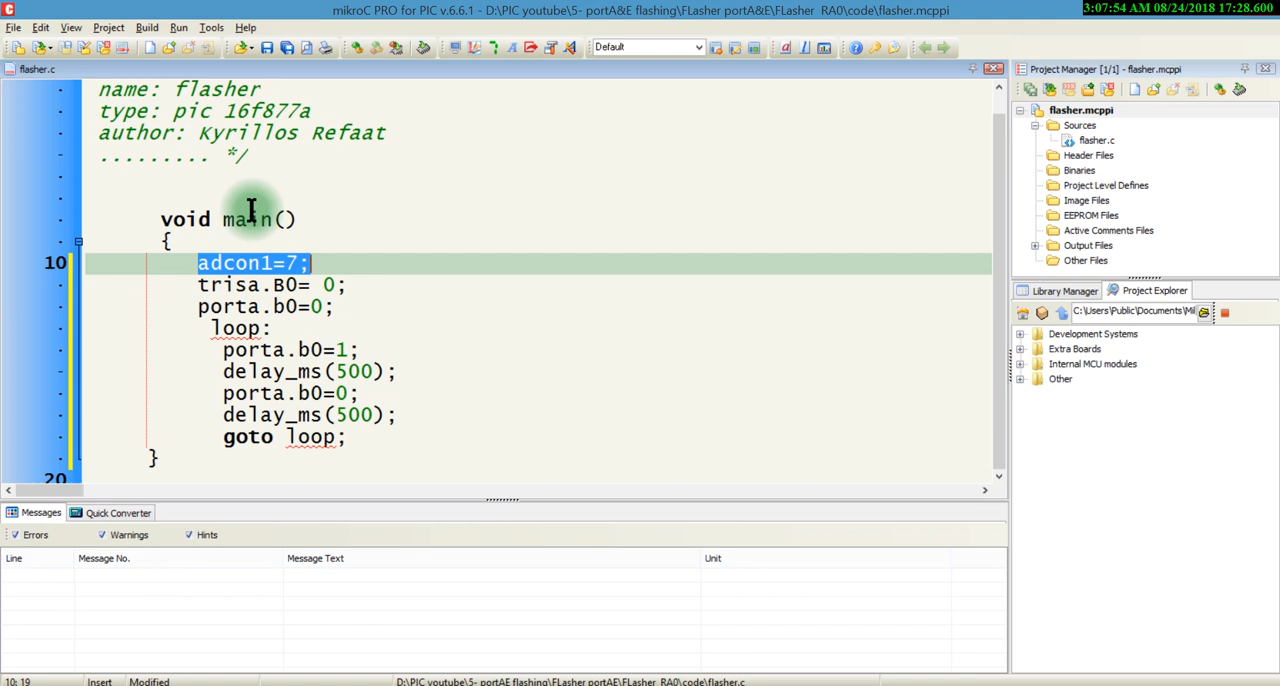 mikroC PRO for PIC v.6.6.1 - D:\PIC youtube\5- portA&E flashing\FLasher portA&E\FLasher RA0\code\flasher.mcppi
3:07:54 AM 08/24/2018 17:28.600
File Edit View Project Build Run Tools Help
Default
flasher.c
Project Manager [1/1] - flasher.mcppi
name: flasher
type: pic 16f877a
author: Kyrillos Refaat
......... */
void main()
{
10 adcon1=7;
trisa.B0= 0;
porta.b0=0;
loop:
porta.b0=1;
delay_ms(500);
porta.b0=0;
delay_ms(500);
goto loop;
}
20
flasher.mcppi
Sources
flasher.c
Header Files
Binaries
Project Level Defines
Image Files
EEPROM Files
Active Comments Files
Output Files
Other Files
Library Manager Project Explorer
C:\Users\Public\Documents\Mi
Development Systems
Extra Boards
Internal MCU modules
Other
Messages Quick Converter
Errors Warnings Hints
Line Message No. Message Text Unit
10: 19 Insert Modified D:\PIC youtube\5- portAE flashing\FLasher portAE\FLasher RA0\code\flasher.c